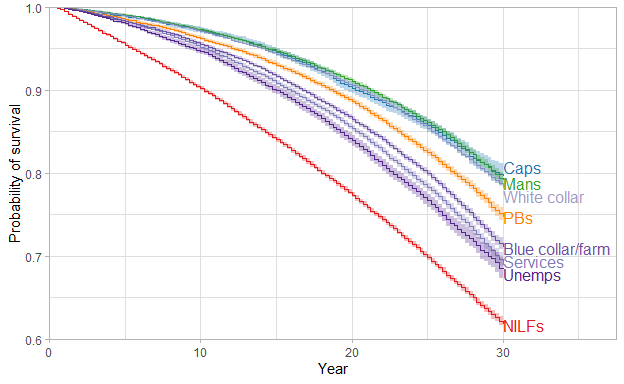 1.0
0.9
0.8
0.7
0.6
Probability of survival
0
10
20
30
Year
Caps
Mans
White collar
PBs
Blue collar/farm
Services
Unemps
NILFs